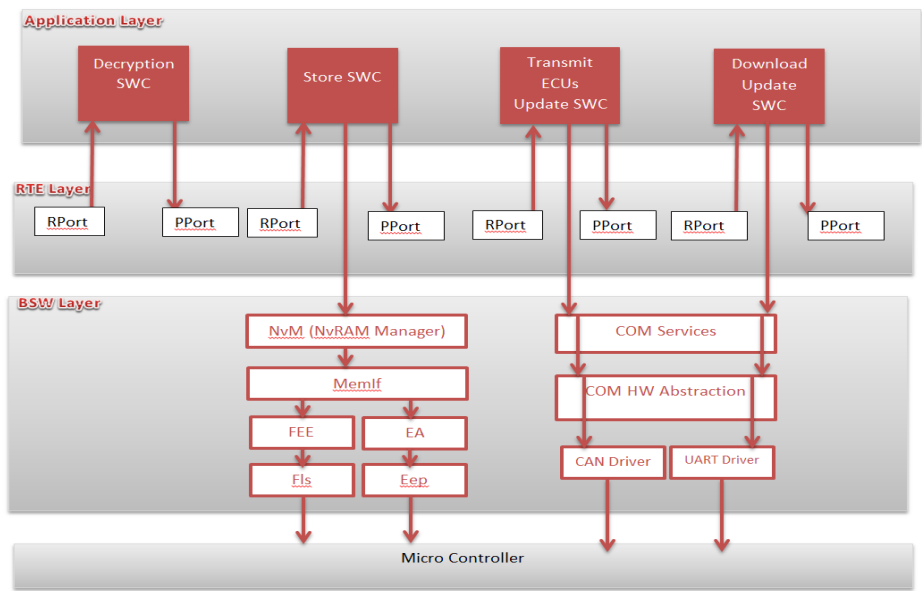 Application Layer
Decryption
SWC
Store SWC
Transmit
ECUs
Update SWC
Download
Update
SWC
RTE Layer
RPort
PPort
RPort
PPort
RPort
PPort
RPort
PPort
BSW Layer
NvM (NvRAM Manager)
COM Services
MemIf
COM HW Abstraction
FEE
EA
CAN Driver
UART Driver
Fls
Eep
Micro Controller